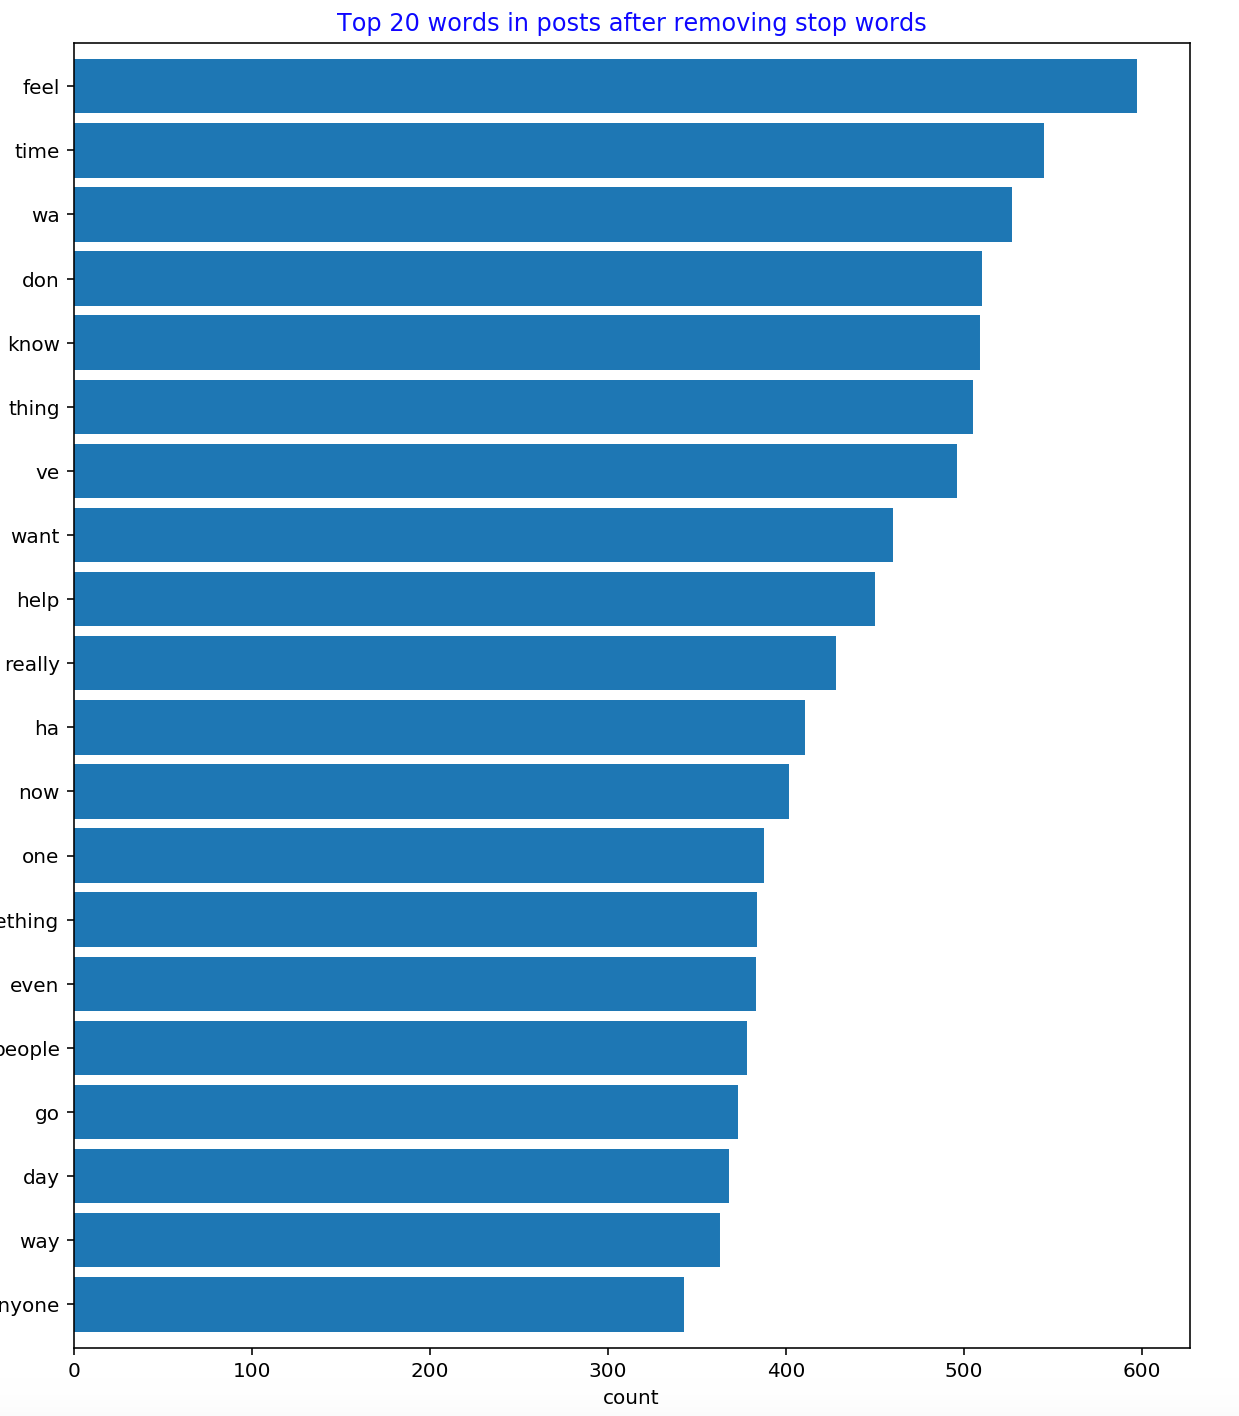 Top 20 words in posts after removing stop words
feel
time
wa
don
know
thing
ve
want
help
really
ha
now
one
ething
even
people
go
day
way
nyone
0 100 200 300 400 500 600
count